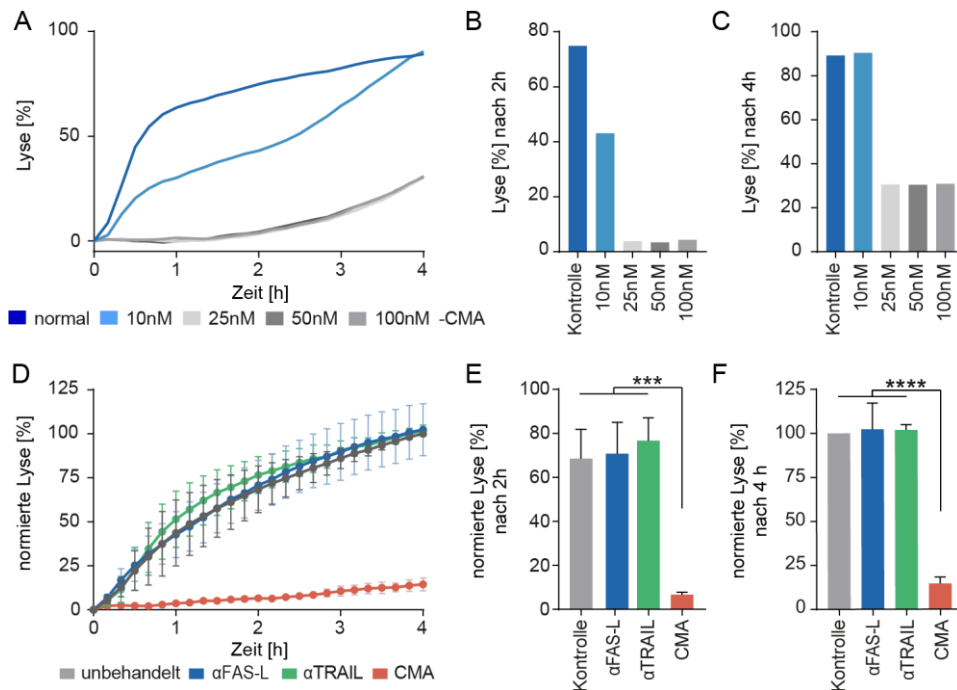 A
100
50
0
Lyse [%]
0 1 2 3 4
Zeit [h]
normal 10nM 25nM 50nM 100nM -CMA
B
80
60
40
20
0
Lyse [%] nach 2h
Kontrolle 10nM 25nM 50nM 100nM
C
100
80
60
40
20
0
Lyse [%] nach 4h
Kontrolle 10nM 25nM 50nM 100nM
D
125
100
75
50
25
0
normierte Lyse [%]
0 1 2 3 4
Zeit [h]
unbehandelt αFAS-L αTRAIL CMA
E
100
80
60
40
20
0
normierte Lyse [%]
nach 2h
***
Kontrolle αFAS-L αTRAIL CMA
F
125
100
75
50
25
0
normierte Lyse [%]
nach 4 h
****
Kontrolle αFAS-L αTRAIL CMA